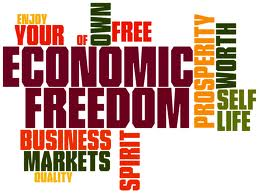 ENJOY
YOUR
OF
OWN
FREE
ECONOMIC
FREEDOM
PROSPERITY
WORTH
SELF
LIFE
BUSINESS
MARKETS
QUALITY
SPIRIT